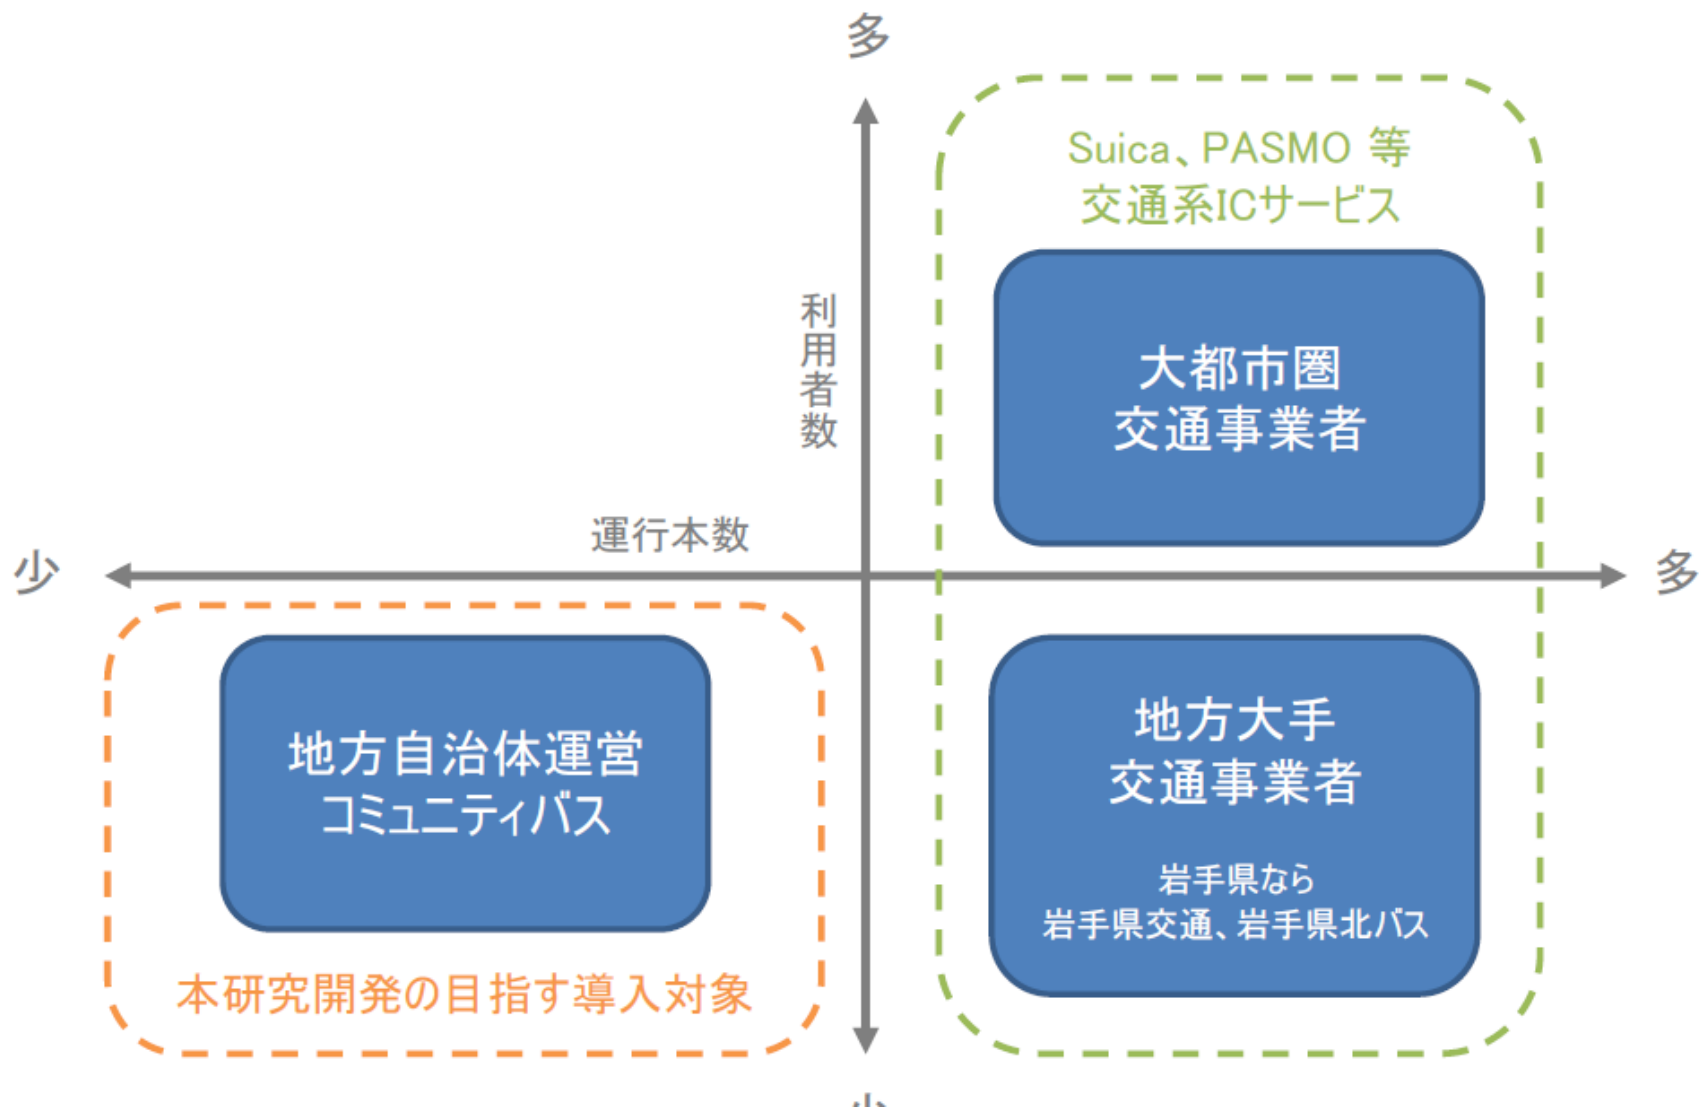 多
Suica、PASMO 等
交通系ICサービス
利用者数
大都市圏
交通事業者
運行本数
少
多
地方自治体運営
コミュニティバス
本研究開発の目指す導入対象
地方大手
交通事業者
岩手県なら
岩手県交通、岩手県北バス